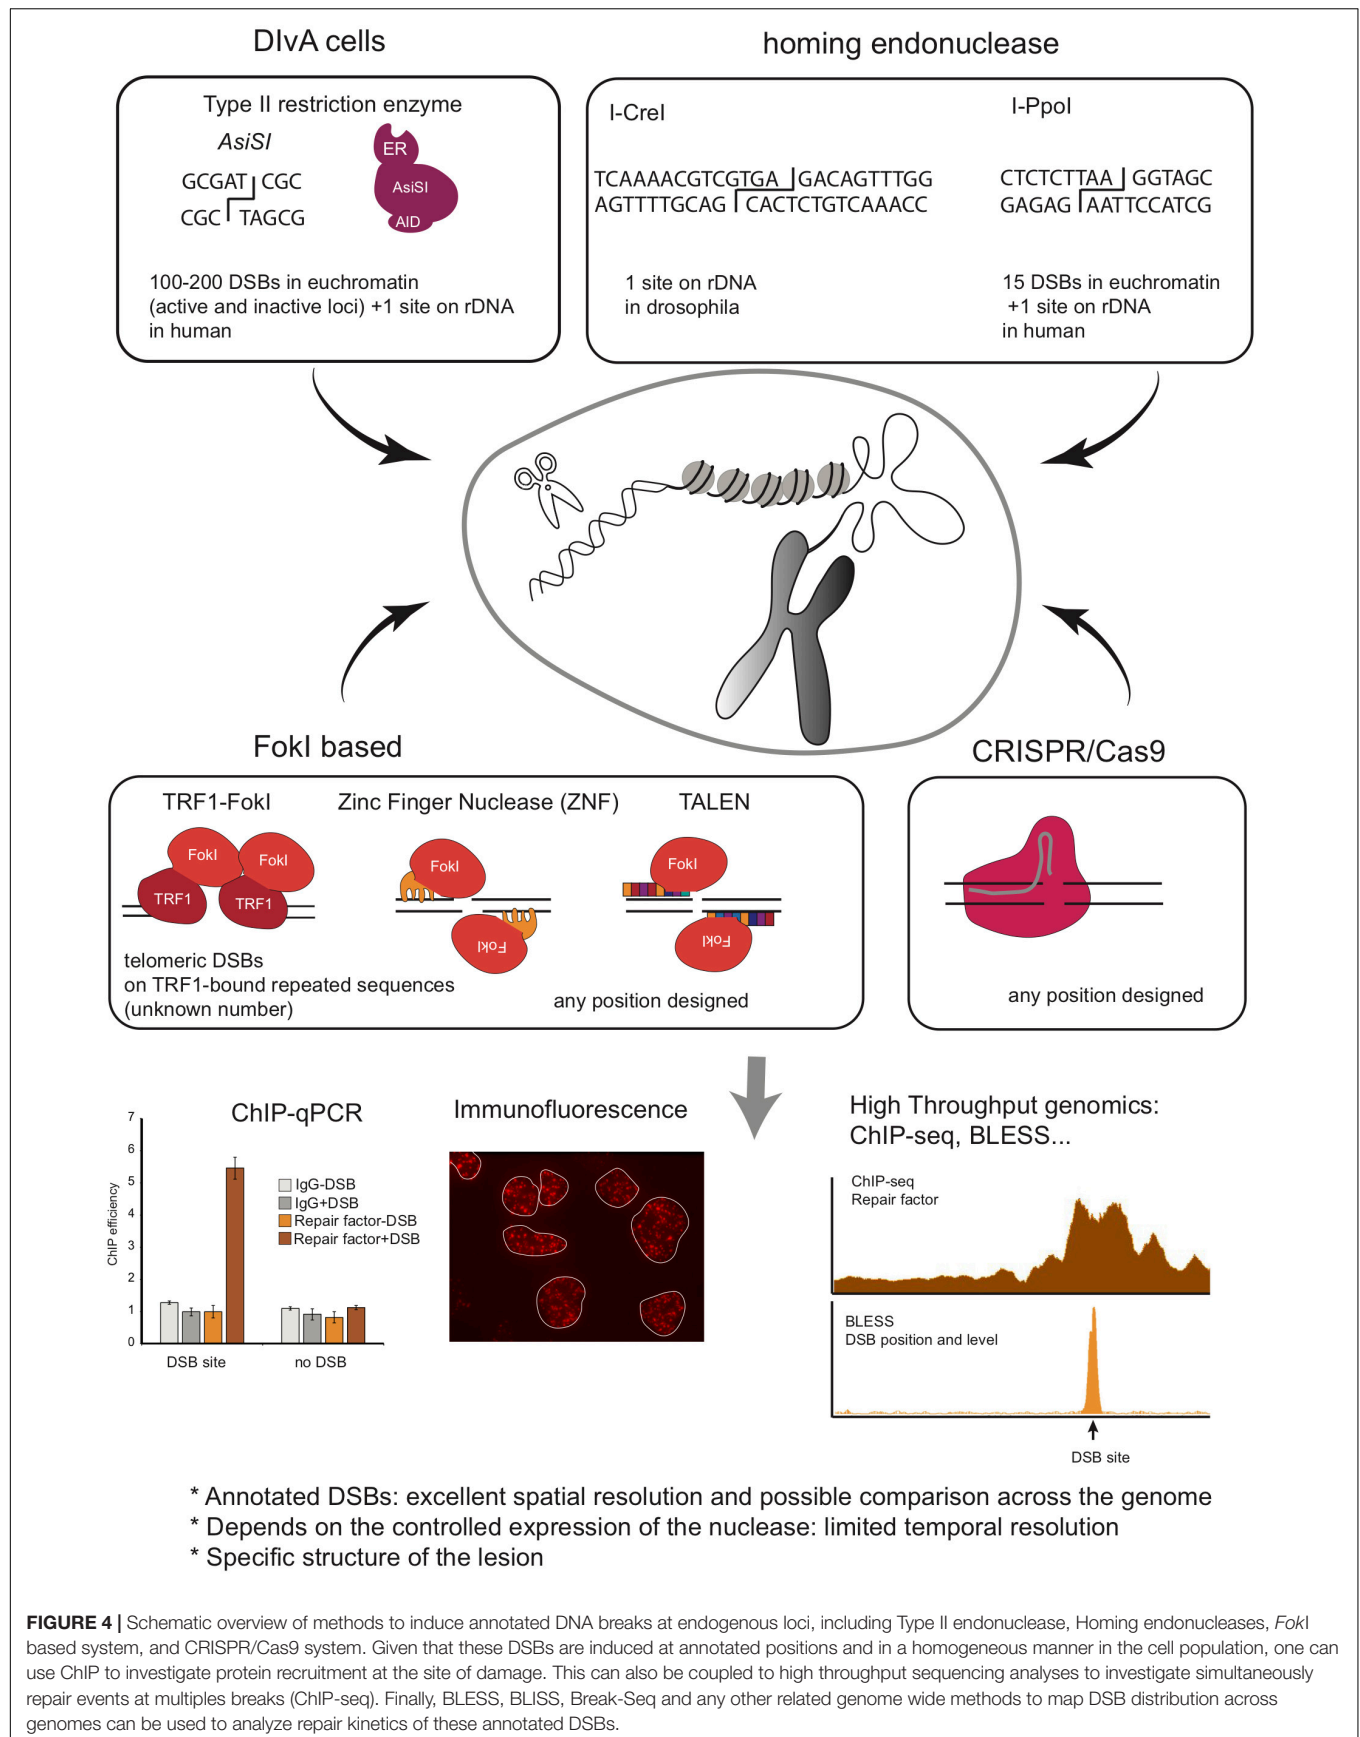 DIvA cells
homing endonuclease
Type II restriction enzyme
AsiSI
GCGAT CGC
CGC TAGCG
ER
AsiSI
AID
100-200 DSBs in euchromatin
(active and inactive loci) +1 site on rDNA
in human
I-CreI
TCAAAACGTCGTGA GACAGTTTGG
AGTTTTGCAG CACTCTGTCAAACC
1 site on rDNA
in drosophila
I-PpoI
CTCTCTTAA GGTAGC
GAGAG AATTCCATCG
15 DSBs in euchromatin
+1 site on rDNA
in human
FokI based
TRF1-FokI
FokI
FokI
TRF1
TRF1
telomeric DSBs
on TRF1-bound repeated sequences
(unknown number)
Zinc Finger Nuclease (ZNF)
FokI
FokI
TALEN
FokI
FokI
any position designed
CRISPR/Cas9
any position designed
ChIP-qPCR
ChIP efficiency
7
6
5
4
3
2
1
0
IgG-DSB
IgG+DSB
Repair factor-DSB
Repair factor+DSB
DSB site
no DSB
Immunofluorescence
High Throughput genomics:
ChIP-seq, BLESS...
ChIP-seq
Repair factor
BLESS
DSB position and level
DSB site
* Annotated DSBs: excellent spatial resolution and possible comparison across the genome
* Depends on the controlled expression of the nuclease: limited temporal resolution
* Specific structure of the lesion
FIGURE 4 | Schematic overview of methods to induce annotated DNA breaks at endogenous loci, including Type II endonuclease, Homing endonucleases, FokI
based system, and CRISPR/Cas9 system. Given that these DSBs are induced at annotated positions and in a homogeneous manner in the cell population, one can
use ChIP to investigate protein recruitment at the site of damage. This can also be coupled to high throughput sequencing analyses to investigate simultaneously
repair events at multiples breaks (ChIP-seq). Finally, BLESS, BLISS, Break-Seq and any other related genome wide methods to map DSB distribution across
genomes can be used to analyze repair kinetics of these annotated DSBs.